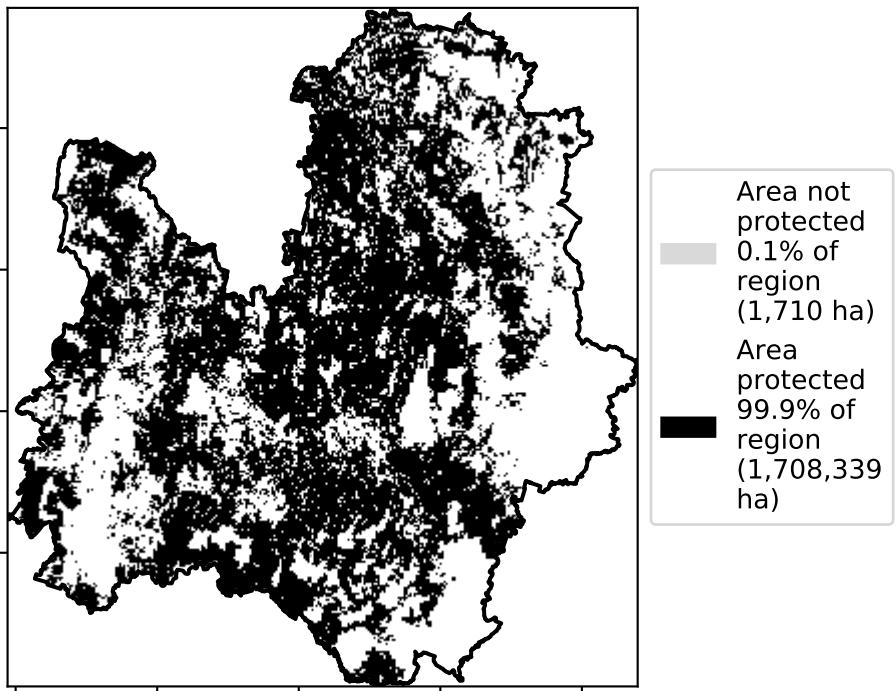 Area not
protected
0.1% of
region
(1,710 ha)
Area
protected
99.9% of
region
(1,708,339
ha)